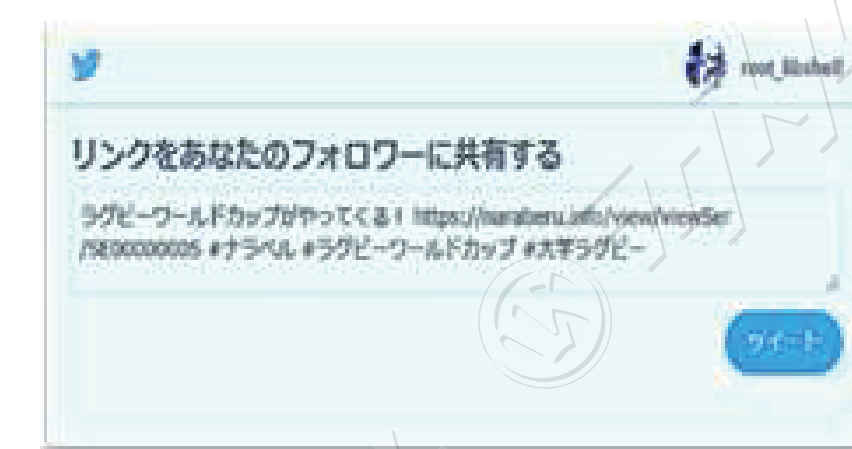 リンクをあなたのフォロワーに共有する
ラグビーワールドカップがやってくる! https://naraberu.info/view/viewSer
#ナラベル #ラグビーワールドカップ #大学ラグビー
ツイート